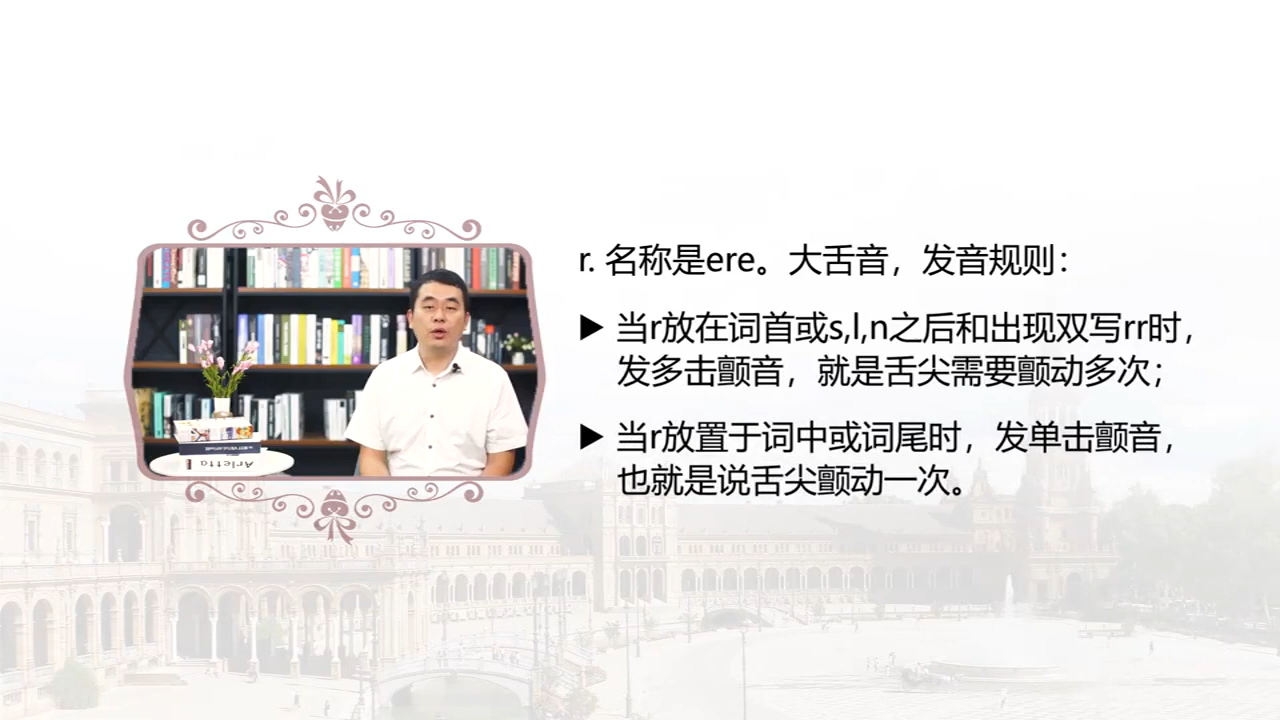 r. 名称是ere。大舌音，发音规则：
▶ 当r放在词首或s,l,n之后和出现双写rr时，
发多击颤音，就是舌尖需要颤动多次；
▶ 当r放置于词中或词尾时，发单击颤音，
也就是说舌尖颤动一次。
Arletta